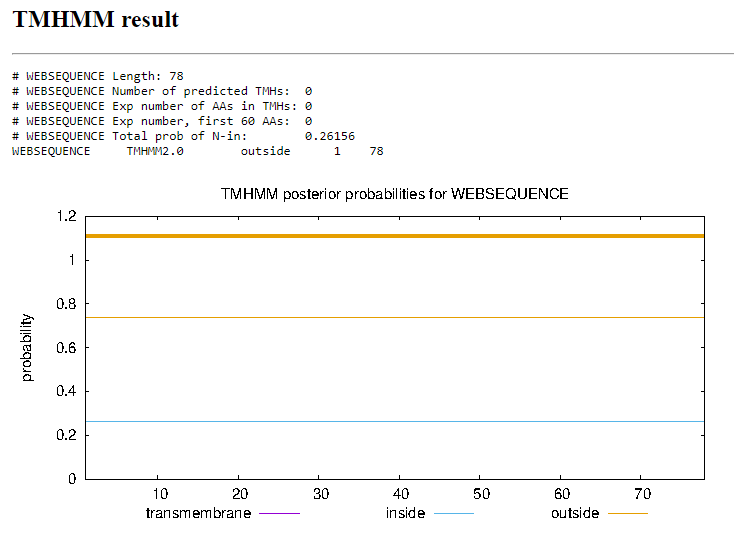 TMHMM result
# WEBSEQUENCE Length: 78
# WEBSEQUENCE Number of predicted TMHs:  0
# WEBSEQUENCE Exp number of AAs in TMHs: 0
# WEBSEQUENCE Exp number, first 60 AAs:  0
# WEBSEQUENCE Total prob of N-in:        0.26156
WEBSEQUENCE     TMHMM2.0        outside      1    78
TMHMM posterior probabilities for WEBSEQUENCE
1.2
1
0.8
0.6
0.4
0.2
0
probability
10 20 30 40 50 60 70
transmembrane inside outside